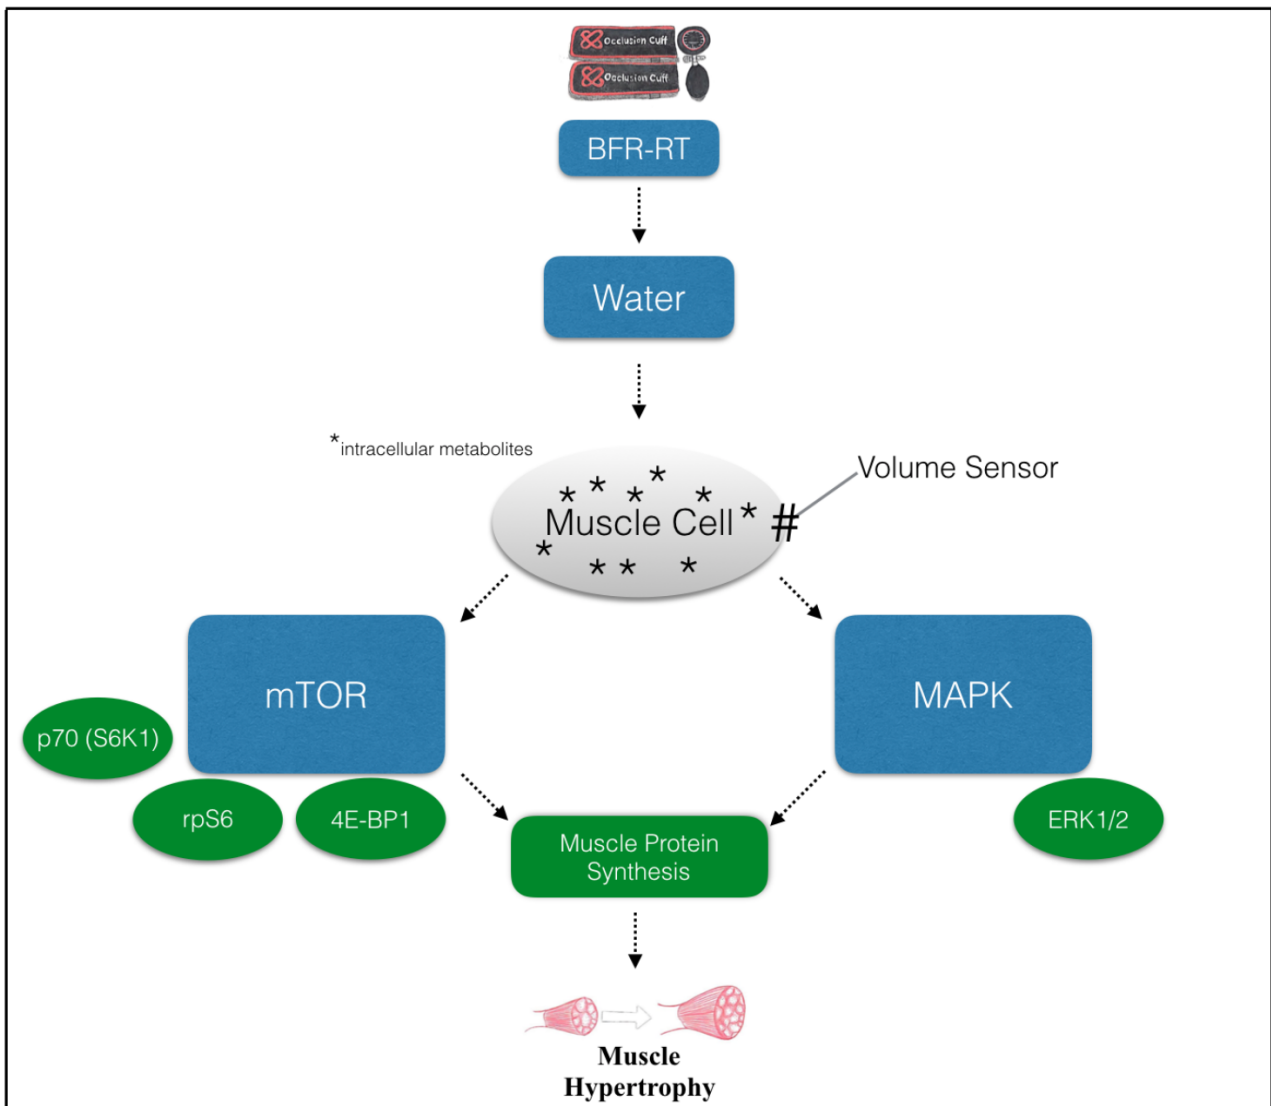 Occlusion Cuff
Occlusion Cuff
BFR-RT
Water
*intracellular metabolites
Volume Sensor
* * * * *
Muscle Cell * #
* * * *
mTOR
MAPK
p70 (S6K1)
rpS6
4E-BP1
ERK1/2
Muscle Protein
Synthesis
Muscle
Hypertrophy